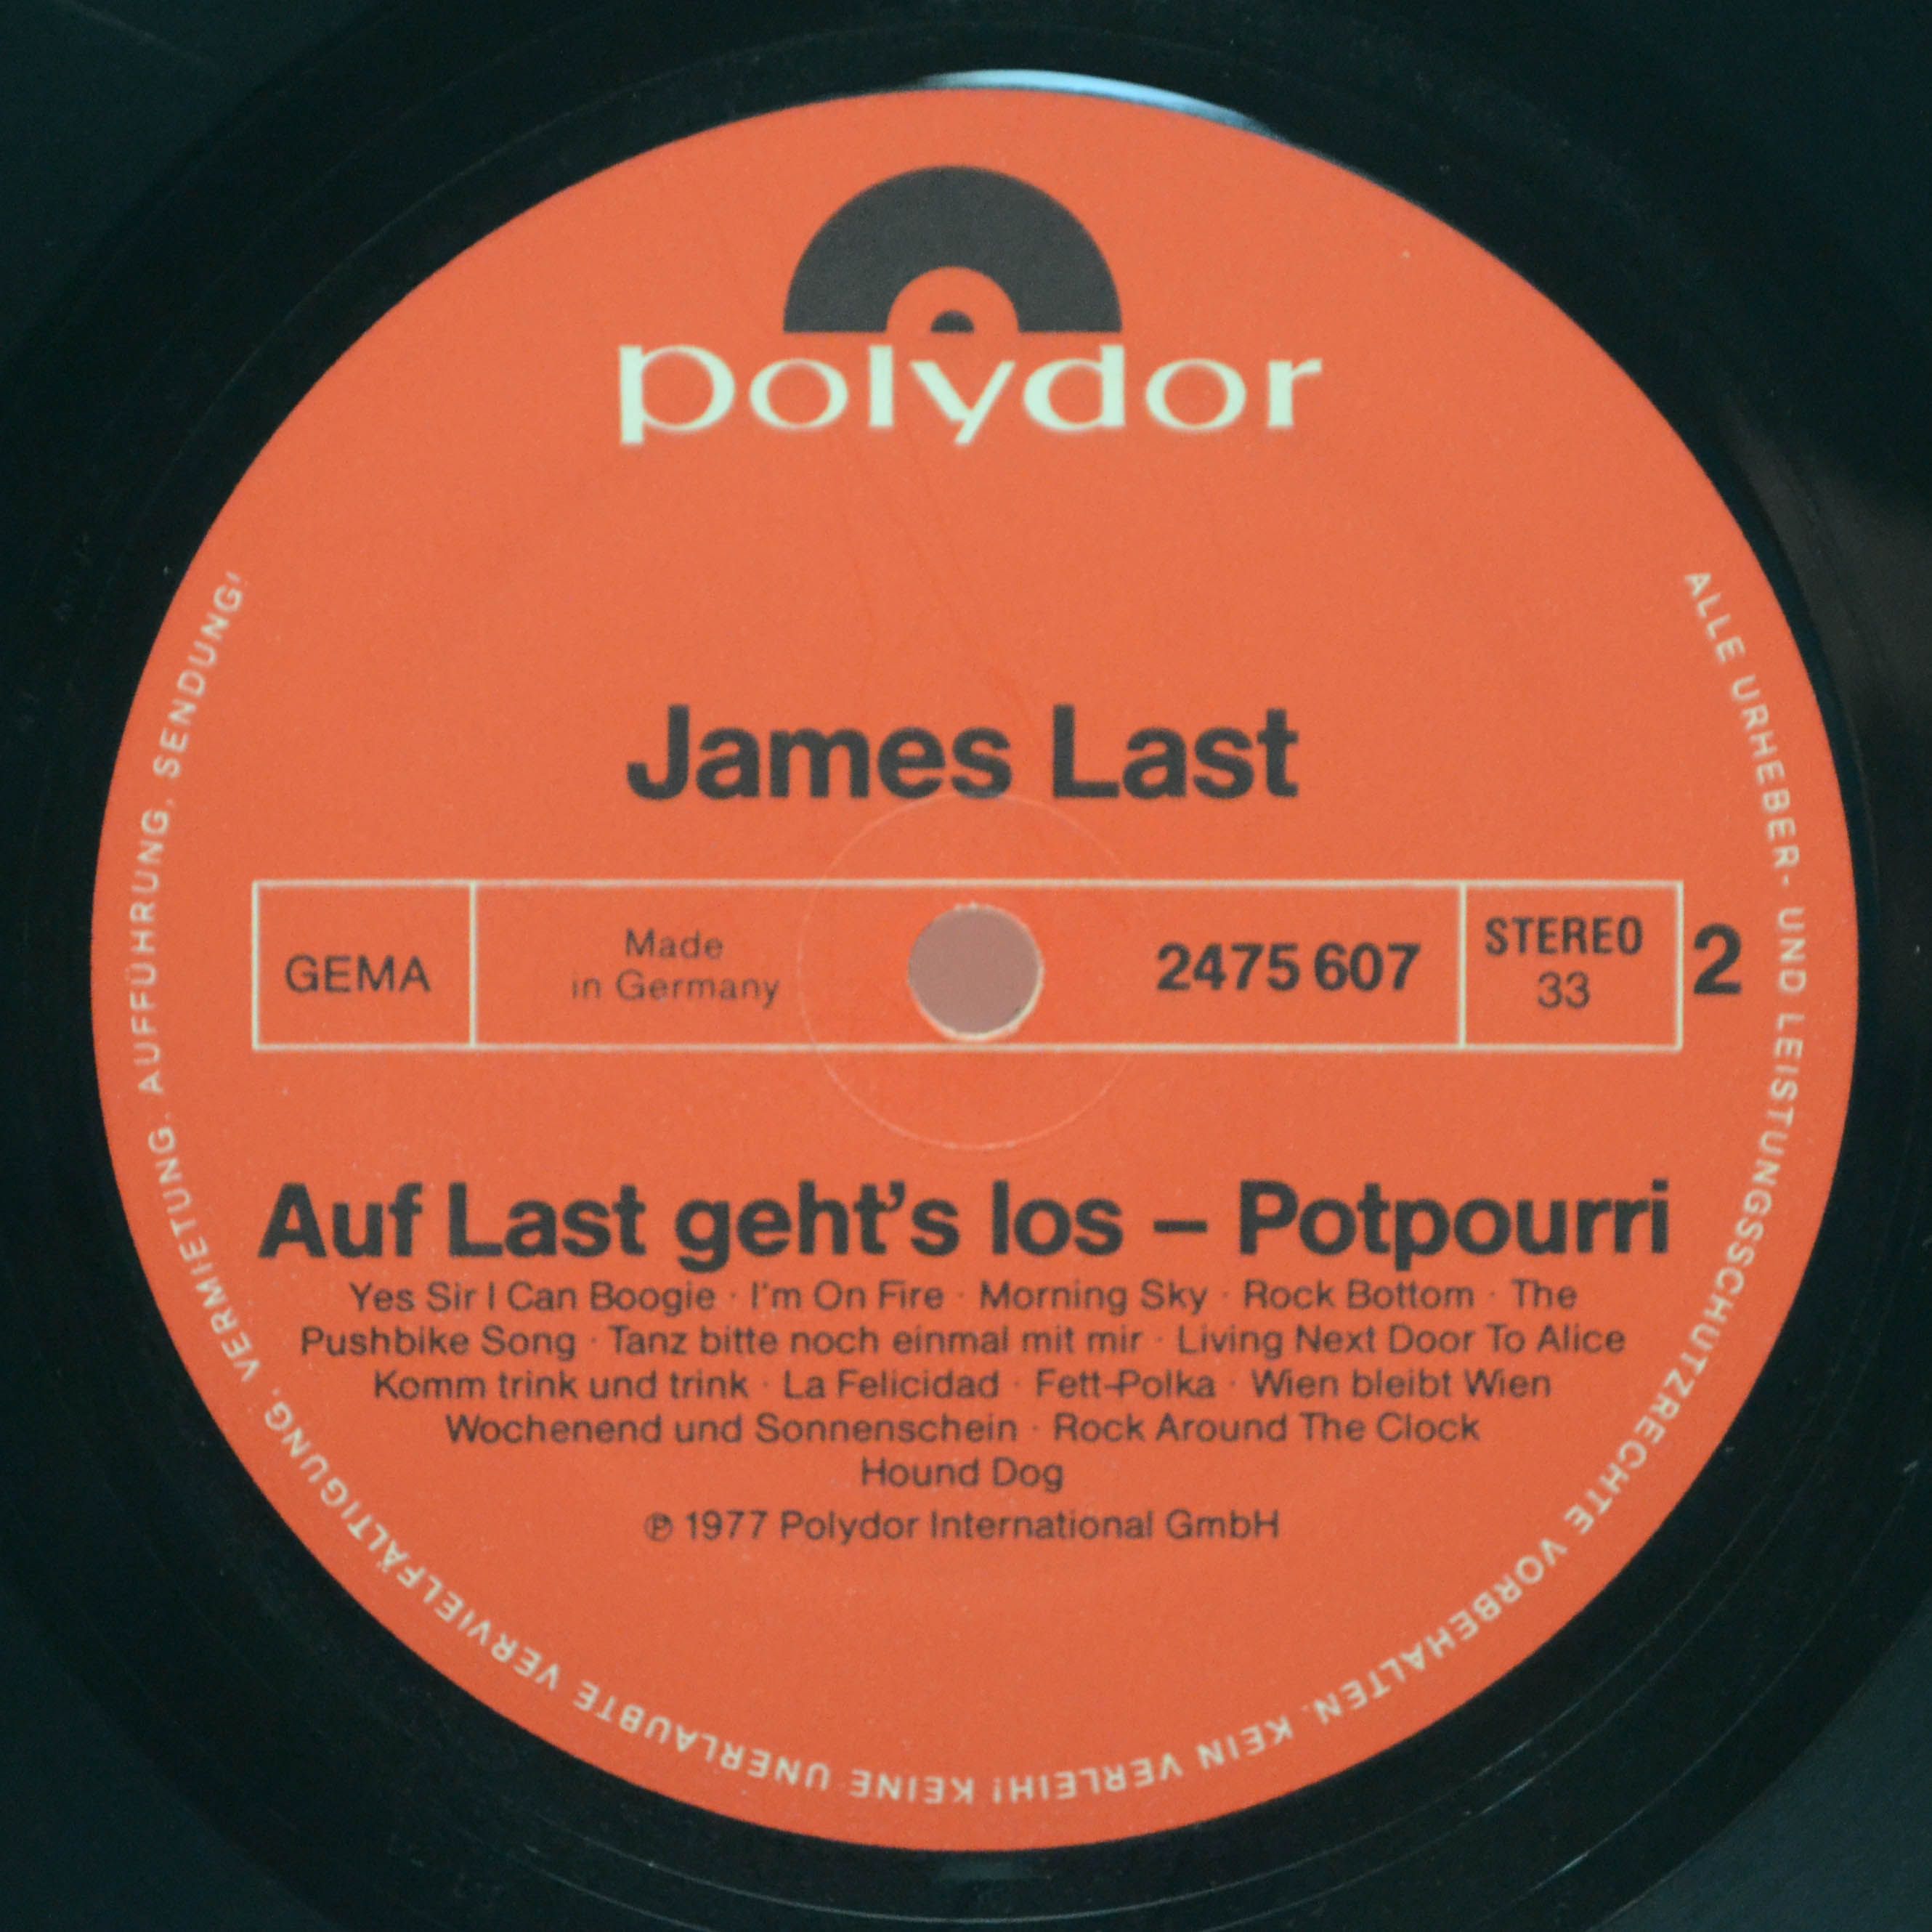 polydor
James Last
GEMA
Made
in Germany
2475 607
STEREO
33
2
Auf Last geht's los – Potpourri
Yes Sir I Can Boogie · I'm On Fire · Morning Sky · Rock Bottom · The
Pushbike Song · Tanz bitte noch einmal mit mir · Living Next Door To Alice
Komm trink und trink · La Felicidad · Fett-Polka · Wien bleibt Wien
Wochenend und Sonnenschein · Rock Around The Clock
Hound Dog
℗ 1977 Polydor International GmbH
ALLE URHEBER- UND LEISTUNGSSCHUTZRECHTE VORBEHALTEN. KEIN VERLEIH! KEINE UNERLAUBTE VERVIELFÄLTIGUNG, VERMIETUNG. AUFFÜHRUNG, SENDUNG!